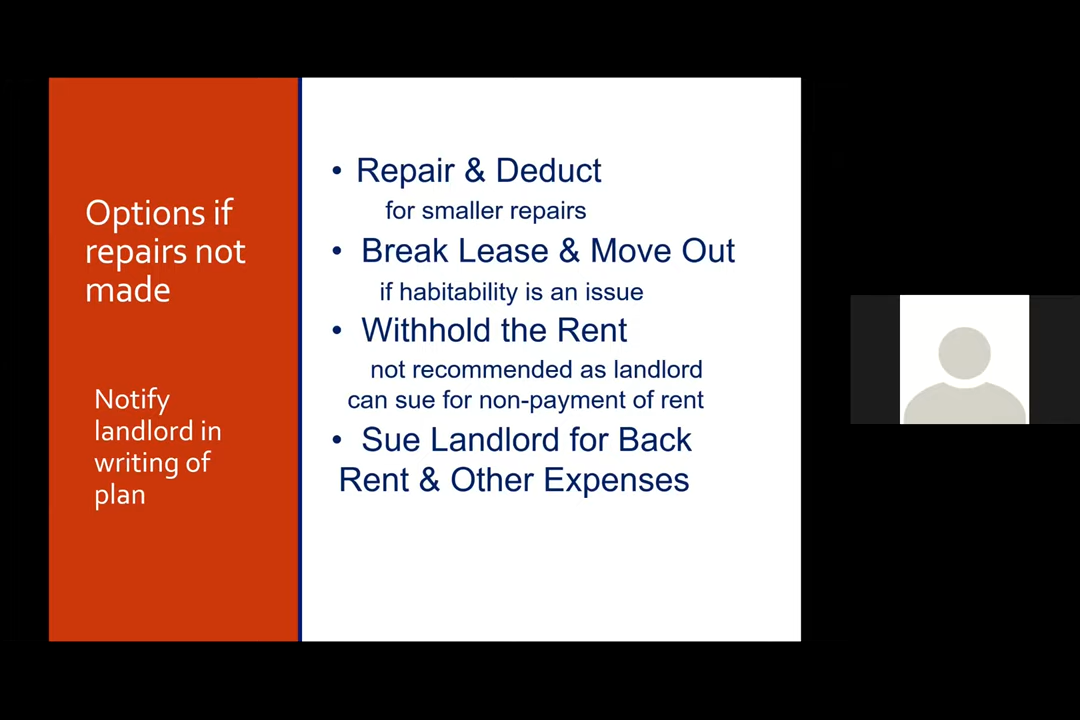 Options if
repairs not
made
Notify
landlord in
writing of
plan
• Repair & Deduct
for smaller repairs
• Break Lease & Move Out
if habitability is an issue
• Withhold the Rent
not recommended as landlord
can sue for non-payment of rent
• Sue Landlord for Back
Rent & Other Expenses